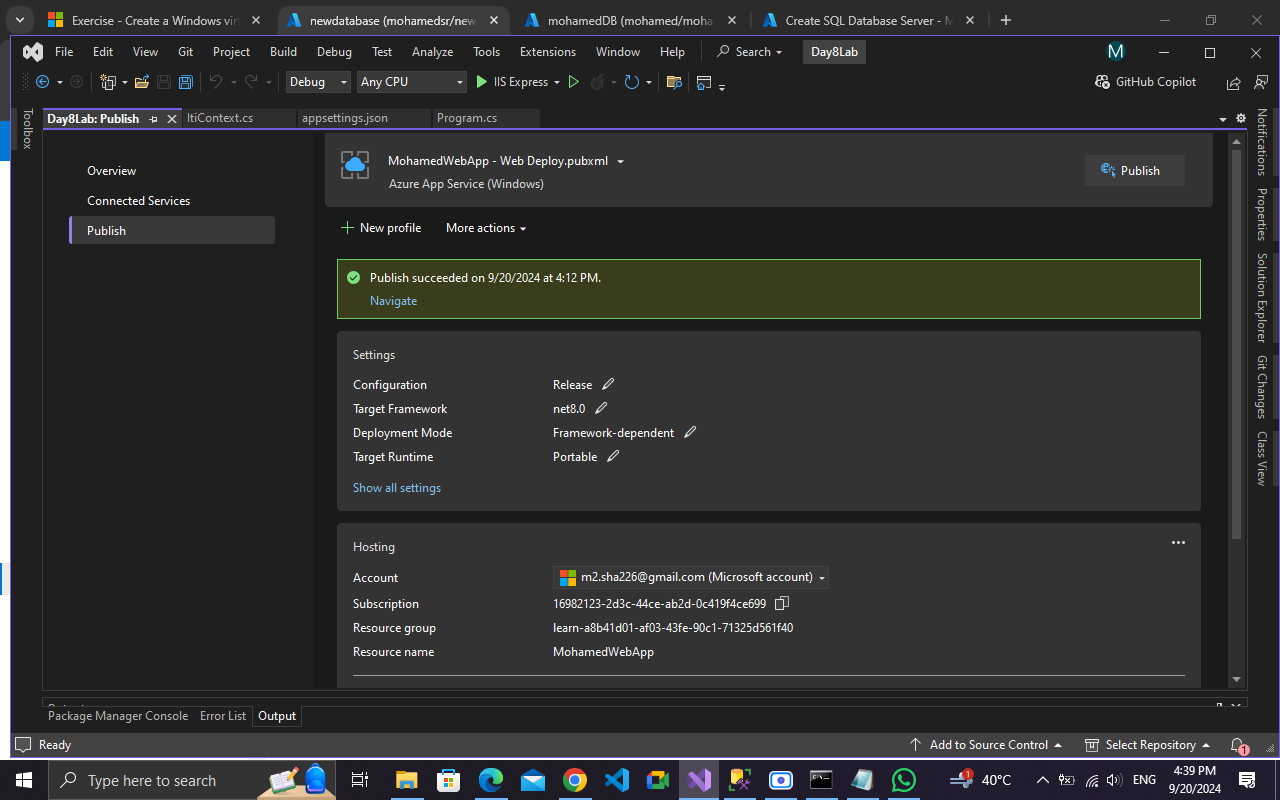 Exercise - Create a Windows vir
newdatabase (mohamedsr/new
mohamedDB (mohamed/moha
Create SQL Database Server - M
File Edit View Git Project Build Debug Test Analyze Tools Extensions Window Help Search Day8Lab M
Debug Any CPU IIS Express GitHub Copilot
Toolbox
Day8Lab: Publish ItiContext.cs appsettings.json Program.cs
Notifications
Properties
Solution Explorer
Git Changes
Class View
Overview
Connected Services
Publish
MohamedWebApp - Web Deploy.pubxml
Azure App Service (Windows)
Publish
New profile More actions
Publish succeeded on 9/20/2024 at 4:12 PM.
Navigate
Settings
Configuration Release
Target Framework net8.0
Deployment Mode Framework-dependent
Target Runtime Portable
Show all settings
Hosting
Account m2.sha226@gmail.com (Microsoft account)
Subscription 16982123-2d3c-44ce-ab2d-0c419f4ce699
Resource group learn-a8b41d01-af03-43fe-90c1-71325d561f40
Resource name MohamedWebApp
Package Manager Console Error List Output
Ready Add to Source Control Select Repository 1
Type here to search
1 40°C ENG
4:39 PM
9/20/2024